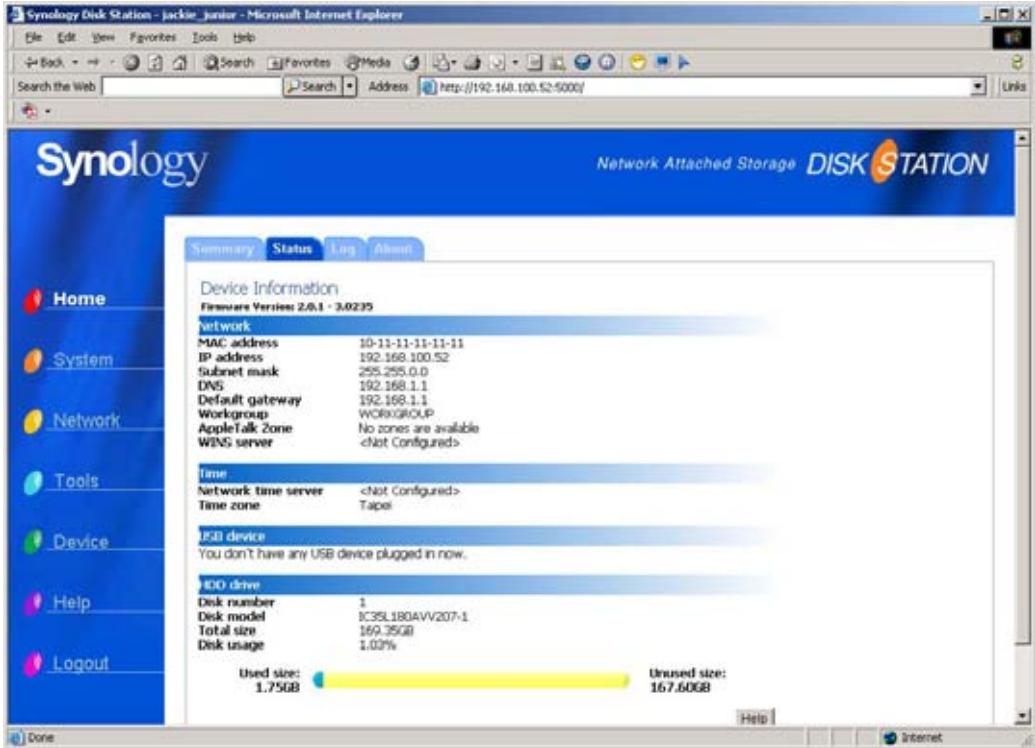 Synology Disk Station - jackie_junior - Microsoft Internet Explorer
File Edit View Favorites Tools Help
Back Search Favorites Media
Search the Web Search Address http://192.168.100.52:5000/ Links
Synology Network Attached Storage DISK STATION
Summary Status Log About
Home
System
Network
Tools
Device
Help
Logout
Device Information
Firmware Version: 2.0.1 - 3.0235
Network
MAC address 10-11-11-11-11-11
IP address 192.168.100.52
Subnet mask 255.255.0.0
DNS 192.168.1.1
Default gateway 192.168.1.1
Workgroup WORKGROUP
AppleTalk Zone No zones are available
WINS server <Not Configured>
Time
Network time server <Not Configured>
Time zone Taipei
USB device
You don't have any USB device plugged in now.
HDD drive
Disk number 1
Disk model IC35L180AVV207-1
Total size 169.35GB
Disk usage 1.03%
Used size: Unused size:
1.75GB 167.60GB
Help
Done Internet